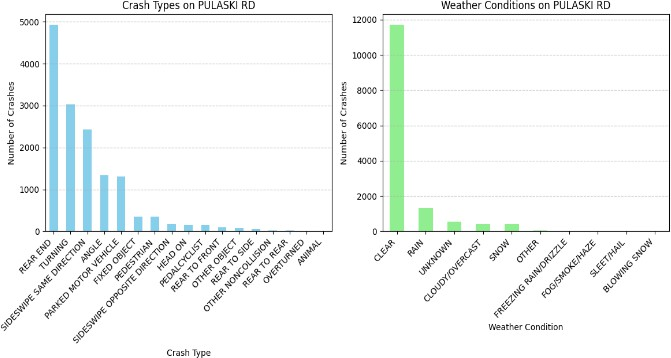 Crash Types on PULASKI RD
Number of Crashes
5000
4000
3000
2000
1000
0
REAR END
TURNING
SIDESWIPE SAME DIRECTION
ANGLE
PARKED MOTOR VEHICLE
FIXED OBJECT
PEDESTRIAN
SIDESWIPE OPPOSITE DIRECTION
HEAD ON
PEDALCYCLIST
REAR TO FRONT
OTHER OBJECT
REAR TO SIDE
OTHER NONCOLLISION
REAR TO REAR
OVERTURNED
ANIMAL
Crash Type
Weather Conditions on PULASKI RD
Number of Crashes
12000
10000
8000
6000
4000
2000
0
CLEAR
RAIN
UNKNOWN
CLOUDY/OVERCAST
SNOW
OTHER
FREEZING RAIN/DRIZZLE
FOG/SMOKE/HAZE
SLEET/HAIL
BLOWING SNOW
Weather Condition